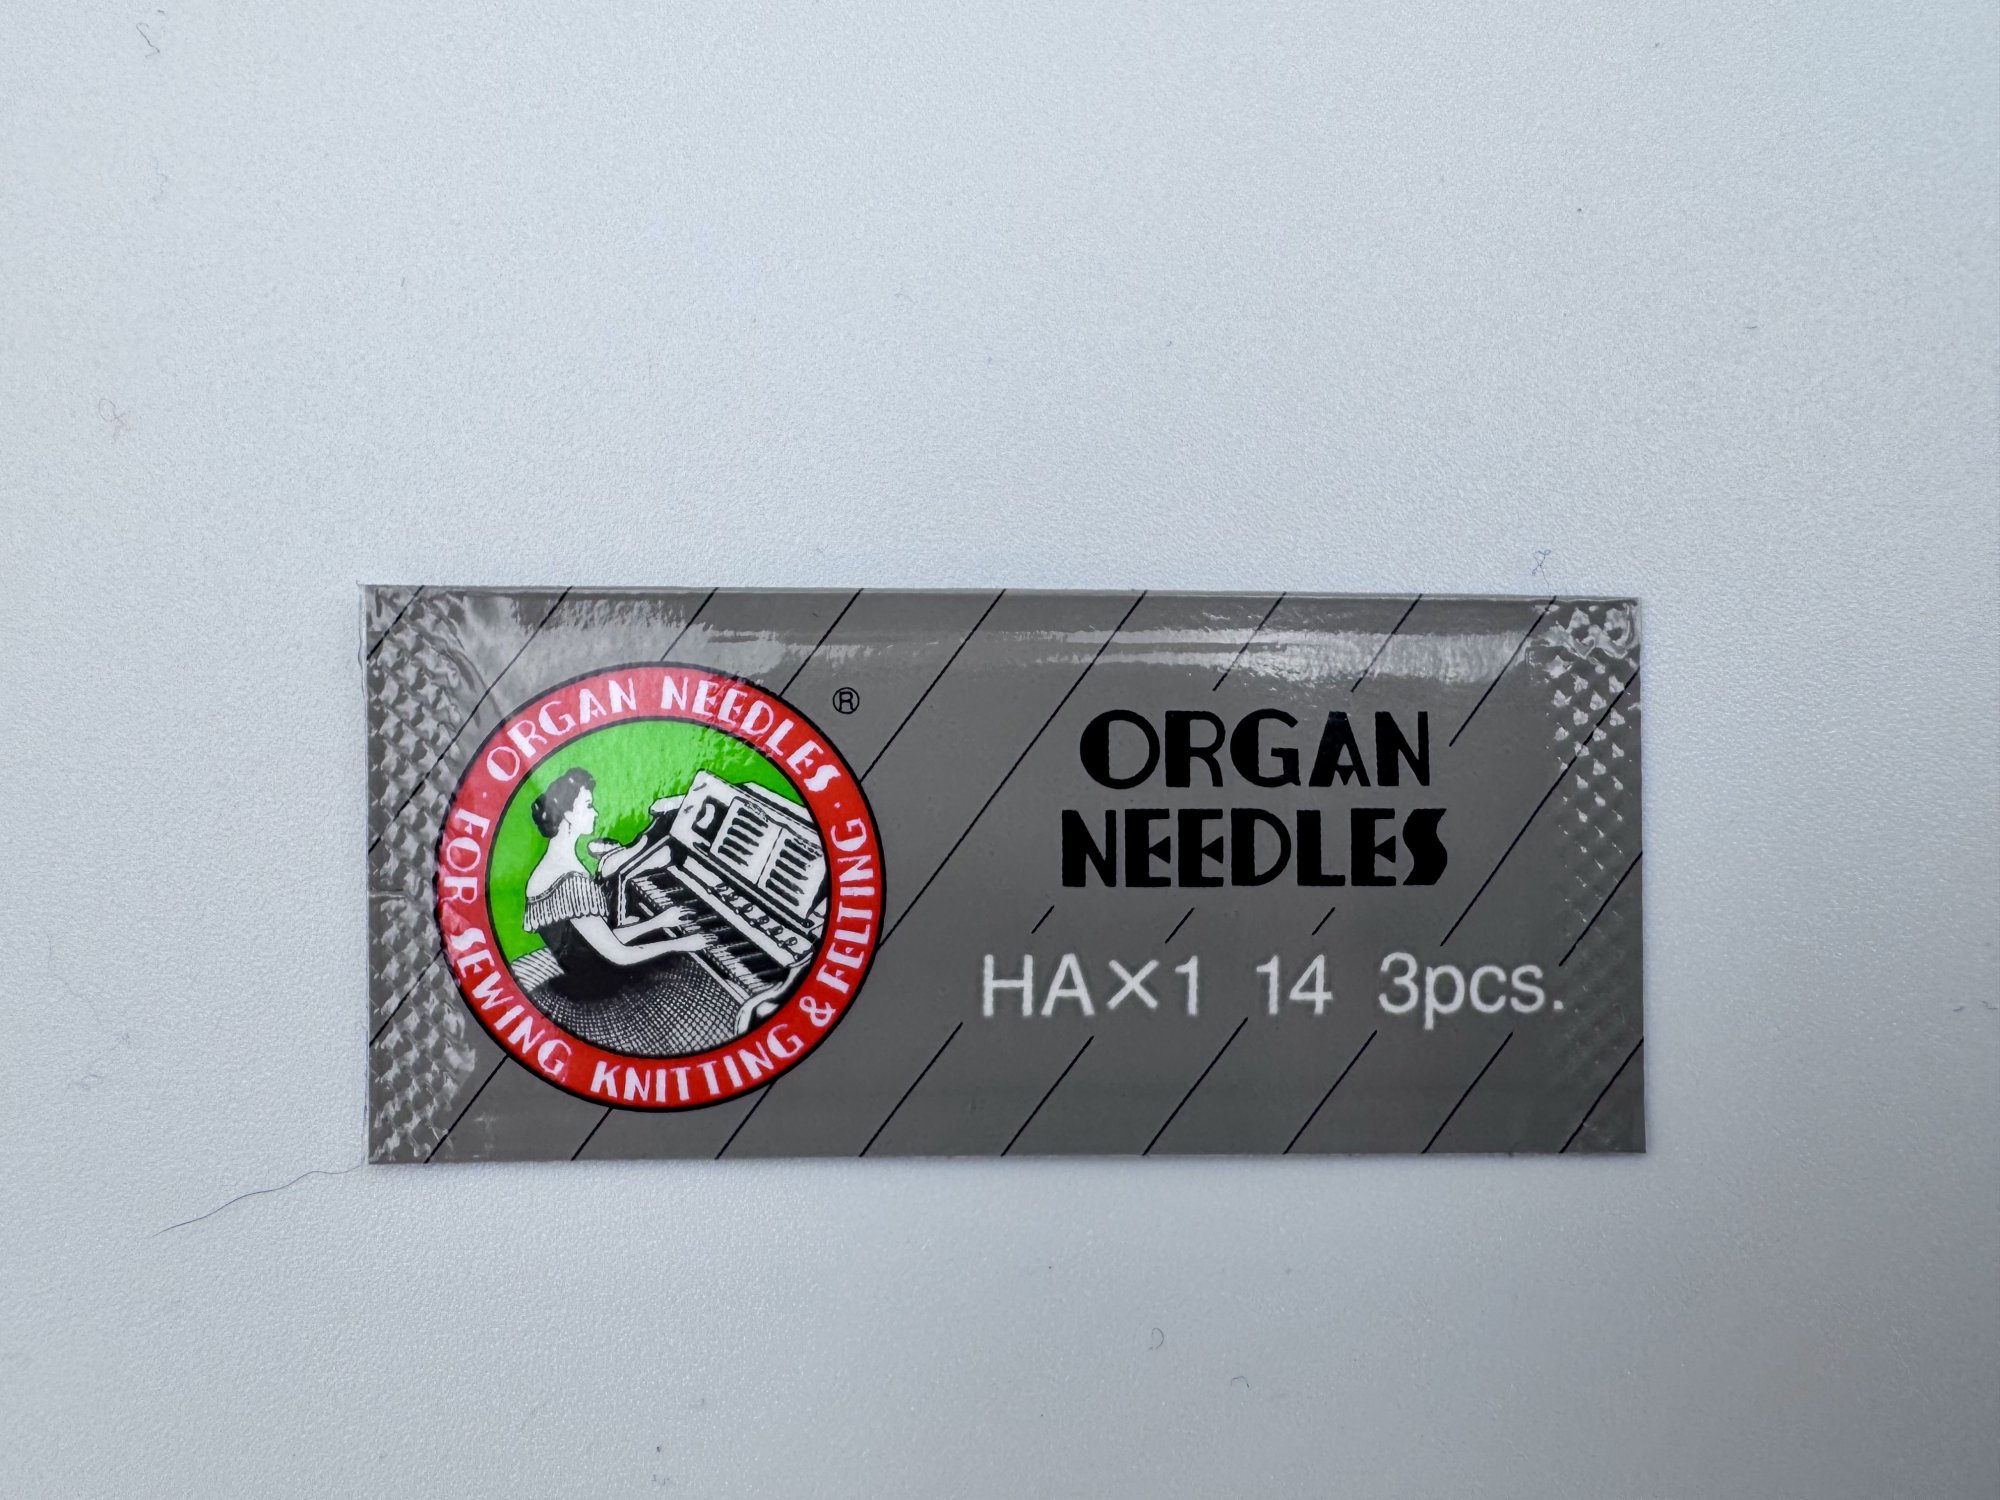 · ORGAN NEEDLES ·
FOR SEWING KNITTING & FELTING
®
ORGAN
NEEDLES
HA×1 14 3pcs.